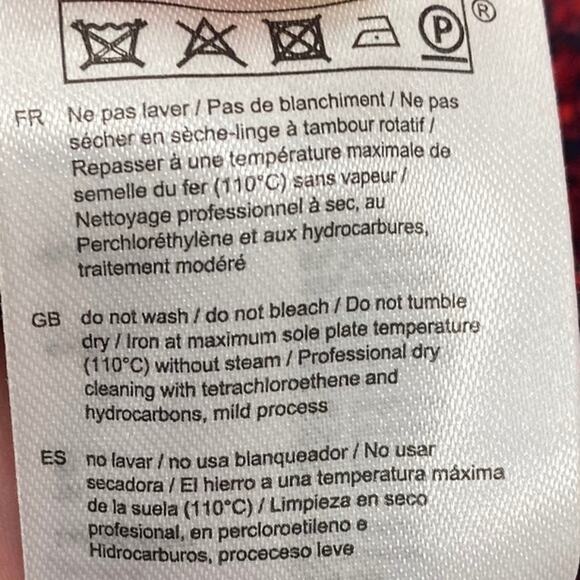 P ®
FR Ne pas laver / Pas de blanchiment / Ne pas
sécher en sèche-linge à tambour rotatif /
Repasser à une température maximale de
semelle du fer (110°C) sans vapeur /
Nettoyage professionnel à sec, au
Perchloréthylène et aux hydrocarbures,
traitement modéré
GB do not wash / do not bleach / Do not tumble
dry / Iron at maximum sole plate temperature
(110°C) without steam / Professional dry
cleaning with tetrachloroethene and
hydrocarbons, mild process
ES no lavar / no usa blanqueador / No usar
secadora / El hierro a una temperatura máxima
de la suela (110°C) / Limpieza en seco
profesional, en percloroetileno e
Hidrocarburos, proceceso leve